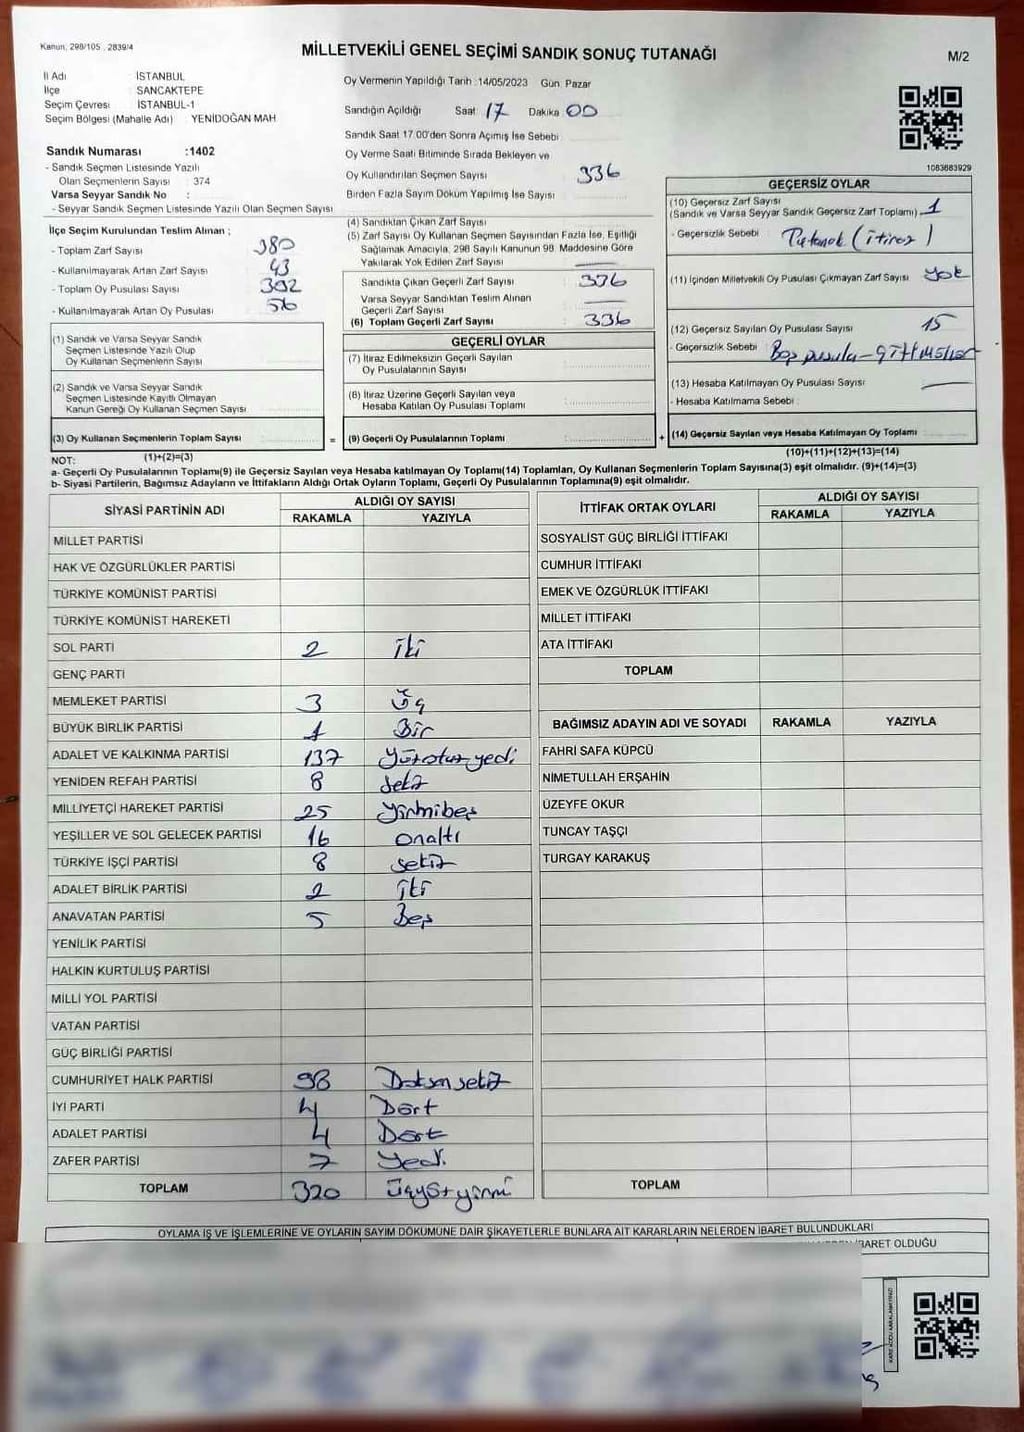 Kanun; 298/105 . 2839/4
MİLLETVEKİLİ GENEL SEÇİMİ SANDIK SONUÇ TUTANAĞI
M/2
İl Adı İSTANBUL
İlçe SANCAKTEPE
Seçim Çevresi İSTANBUL-1
Seçim Bölgesi (Mahalle Adı) YENİDOĞAN MAH.
Oy Vermenin Yapıldığı Tarih :14/05/2023 Gün: Pazar
Sandığın Açıldığı Saat: 17 Dakika: 00
Sandık Saat 17.00'den Sonra Açımış İse Sebebi
Oy Verme Saati Bitiminde Sırada Bekleyen ve
Oy Kullandırılan Seçmen Sayısı : 336
Birden Fazla Sayım Döküm Yapılmış İse Sayısı
Sandık Numarası :1402
- Sandık Seçmen Listesinde Yazılı
Olan Seçmenlerin Sayısı : 374
Varsa Seyyar Sandık No :
- Seyyar Sandık Seçmen Listesinde Yazılı Olan Seçmen Sayısı
İlçe Seçim Kurulundan Teslim Alınan ;
- Toplam Zarf Sayısı : 380
- Kullanılmayarak Artan Zarf Sayısı : 43
- Toplam Oy Pusulası Sayısı : 392
- Kullanılmayarak Artan Oy Pusulası : 56
(4) Sandıktan Çıkan Zarf Sayısı
(5) Zarf Sayısı Oy Kullanan Seçmen Sayısından Fazla İse, Eşitliği
Sağlamak Amacıyla, 298 Sayılı Kanunun 98. Maddesine Göre
Yakılarak Yok Edilen Zarf Sayısı :
Sandıkta Çıkan Geçerli Zarf Sayısı : 336
Varsa Seyyar Sandıktan Teslim Alınan
Geçerli Zarf Sayısı
(6) Toplam Geçerli Zarf Sayısı : 336
1083683929
GEÇERSİZ OYLAR
(10) Geçersiz Zarf Sayısı
(Sandık ve Varsa Seyyar Sandık Geçersiz Zarf Toplamı) 1
- Geçersizlik Sebebi : Tutanak (İtiraz)
(11) İçinden Milletvekili Oy Pusulası Çıkmayan Zarf Sayısı : Yok
(12) Geçersiz Sayılan Oy Pusulası Sayısı : 15
- Geçersizlik Sebebi : Boş pusula
(13) Hesaba Katılmayan Oy Pusulası Sayısı :
- Hesaba Katılmama Sebebi :
(14) Geçersiz Sayılan veya Hesaba Katılmayan Oy Toplamı
(10)+(11)+(12)+(13)=(14)
(1) Sandık ve Varsa Seyyar Sandık
Seçmen Listesinde Yazılı Olup
Oy Kullanan Seçmenlerin Sayısı :
(2) Sandık ve Varsa Seyyar Sandık
Seçmen Listesinde Kayıtlı Olmayan
Kanun Gereği Oy Kullanan Seçmen Sayısı :
(3) Oy Kullanan Seçmenlerin Toplam Sayısı :
(1)+(2)=(3)
=
GEÇERLİ OYLAR
(7) İtiraz Edilmeksizin Geçerli Sayılan
Oy Pusulalarının Sayısı :
(8) İtiraz Üzerine Geçerli Sayılan veya
Hesaba Katılan Oy Pusulası Toplamı :
(9) Geçerli Oy Pusulalarının Toplamı :
+
NOT:
a- Geçerli Oy Pusulalarının Toplamı(9) ile Geçersiz Sayılan veya Hesaba katılmayan Oy Toplamı(14) Toplamları, Oy Kullanan Seçmenlerin Toplam Sayısına(3) eşit olmalıdır. (9)+(14)=(3)
b- Siyasi Partilerin, Bağımsız Adayların ve İttifakların Aldığı Ortak Oyların Toplamı, Geçerli Oy Pusulalarının Toplamına(9) eşit olmalıdır.
SİYASİ PARTİNİN ADI ALDIĞI OY SAYISI
RAKAMLA YAZIYLA
MİLLET PARTİSİ
HAK VE ÖZGÜRLÜKLER PARTİSİ
TÜRKİYE KOMÜNİST PARTİSİ
TÜRKİYE KOMÜNİST HAREKETİ
SOL PARTİ 2 İki
GENÇ PARTİ
MEMLEKET PARTİSİ 3 Üç
BÜYÜK BİRLİK PARTİSİ 1 Bir
ADALET VE KALKINMA PARTİSİ 137 Yüzotuzyedi
YENİDEN REFAH PARTİSİ 8 Sekiz
MİLLİYETÇİ HAREKET PARTİSİ 25 Yirmibeş
YEŞİLLER VE SOL GELECEK PARTİSİ 16 onaltı
TÜRKİYE İŞÇİ PARTİSİ 8 sekiz
ADALET BİRLİK PARTİSİ 2 İki
ANAVATAN PARTİSİ 5 Beş
YENİLİK PARTİSİ
HALKIN KURTULUŞ PARTİSİ
MİLLİ YOL PARTİSİ
VATAN PARTİSİ
GÜÇ BİRLİĞİ PARTİSİ
CUMHURİYET HALK PARTİSİ 98 Doksan sekiz
İYİ PARTİ 4 Dört
ADALET PARTİSİ 4 Dört
ZAFER PARTİSİ 7 Yedi
TOPLAM 320 Üçyüzyirmi
İTTİFAK ORTAK OYLARI ALDIĞI OY SAYISI
RAKAMLA YAZIYLA
SOSYALİST GÜÇ BİRLİĞİ İTTİFAKI
CUMHUR İTTİFAKI
EMEK VE ÖZGÜRLÜK İTTİFAKI
MİLLET İTTİFAKI
ATA İTTİFAKI
TOPLAM
BAĞIMSIZ ADAYIN ADI VE SOYADI RAKAMLA YAZIYLA
FAHRİ SAFA KÜPCÜ
NİMETULLAH ERŞAHİN
ÜZEYFE OKUR
TUNCAY TAŞÇI
TURGAY KARAKUŞ
TOPLAM
OYLAMA İŞ VE İŞLEMLERİNE VE OYLARIN SAYIM DÖKÜMÜNE DAİR ŞİKAYETLERLE BUNLARA AİT KARARLARIN NELERDEN İBARET BULUNDUKLARI
İBARET OLDUĞU